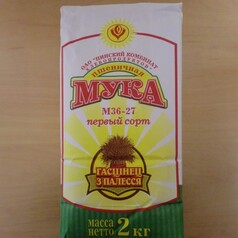 ОАО "ПИНСКИЙ КОМБИНАТ
ХЛЕБОПРОДУКТОВ"
пшеничная
МУКА
М36-27
первый сорт
ГАСЦІНЕЦ
З ПАЛЕССЯ
масса
нетто 2 кг